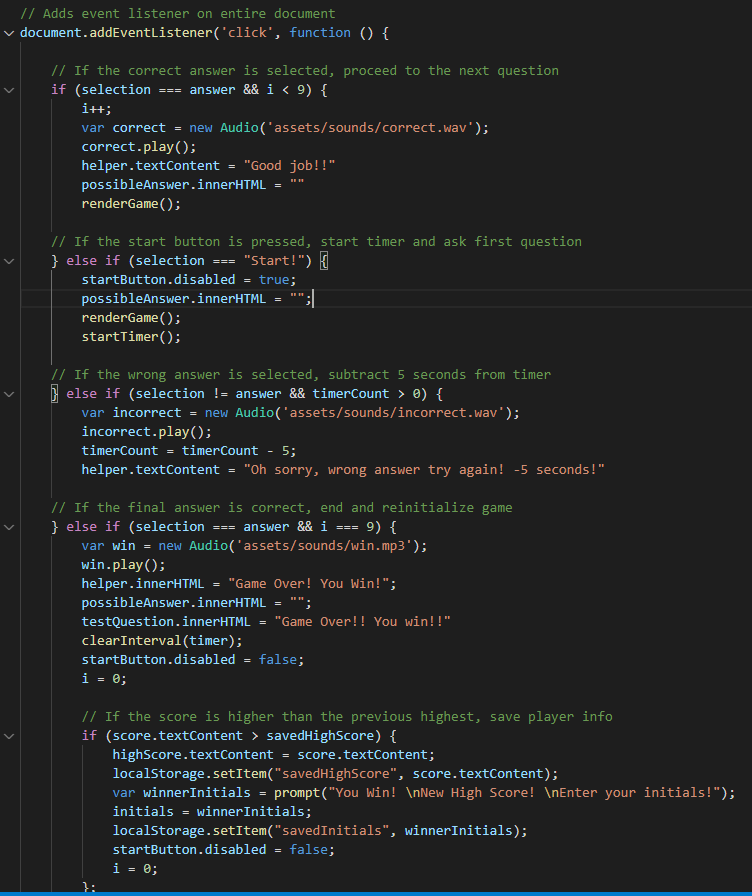 // Adds event listener on entire document
document.addEventListener('click', function () {
// If the correct answer is selected, proceed to the next question
if (selection === answer && i < 9) {
i++;
var correct = new Audio('assets/sounds/correct.wav');
correct.play();
helper.textContent = "Good job!!"
possibleAnswer.innerHTML = ""
renderGame();
// If the start button is pressed, start timer and ask first question
} else if (selection === "Start!") {
startButton.disabled = true;
possibleAnswer.innerHTML = "";
renderGame();
startTimer();
// If the wrong answer is selected, subtract 5 seconds from timer
} else if (selection != answer && timerCount > 0) {
var incorrect = new Audio('assets/sounds/incorrect.wav');
incorrect.play();
timerCount = timerCount - 5;
helper.textContent = "Oh sorry, wrong answer try again! -5 seconds!"
// If the final answer is correct, end and reinitialize game
} else if (selection === answer && i === 9) {
var win = new Audio('assets/sounds/win.mp3');
win.play();
helper.innerHTML = "Game Over! You Win!";
possibleAnswer.innerHTML = "";
testQuestion.innerHTML = "Game Over!! You win!!"
clearInterval(timer);
startButton.disabled = false;
i = 0;
// If the score is higher than the previous highest, save player info
if (score.textContent > savedHighScore) {
highScore.textContent = score.textContent;
localStorage.setItem("savedHighScore", score.textContent);
var winnerInitials = prompt("You Win! \nNew High Score! \nEnter your initials!");
initials = winnerInitials;
localStorage.setItem("savedInitials", winnerInitials);
startButton.disabled = false;
i = 0;
};